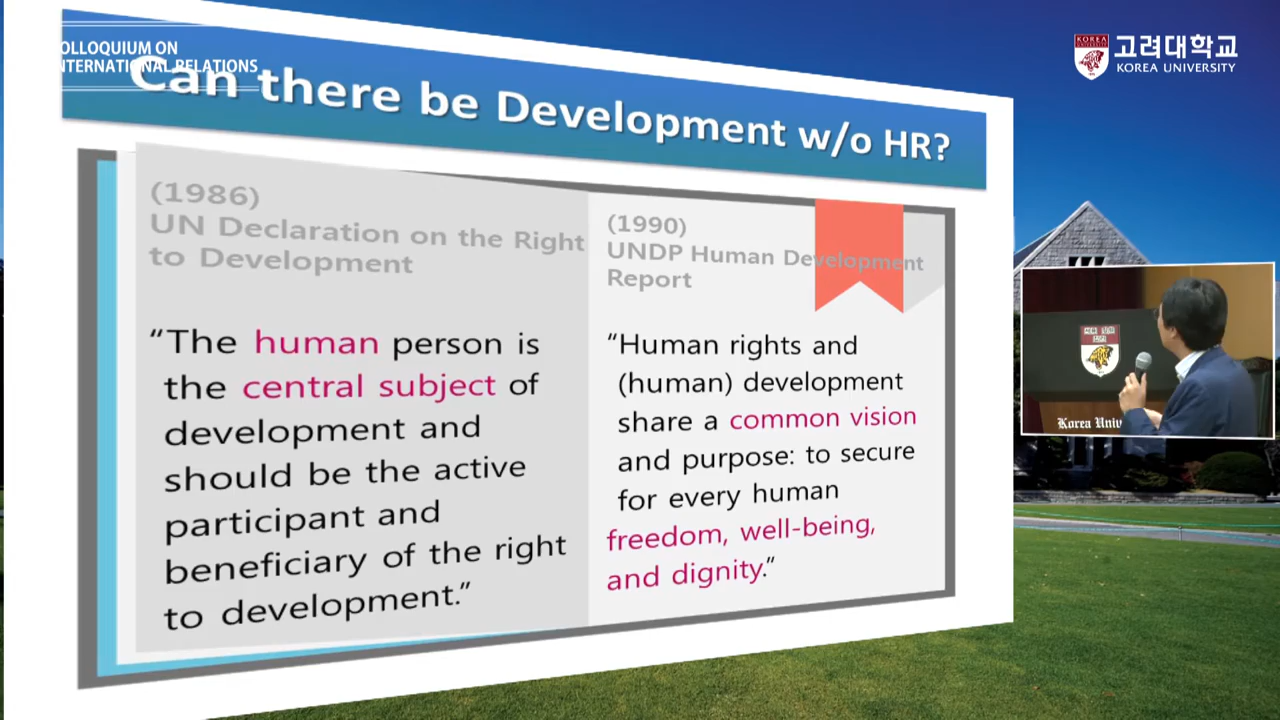 OLLOQUIUM ON
NTERNATIONAL RELATIONS
고려대학교
KOREA UNIVERSITY
KOREA
Can there be Development w/o HR?
(1986)
UN Declaration on the Right
to Development
“The human person is
the central subject of
development and
should be the active
participant and
beneficiary of the right
to development.”
(1990)
UNDP Human Development
Report
“Human rights and
(human) development
share a common vision
and purpose: to secure
for every human
freedom, well-being,
and dignity.”
Korea Univ